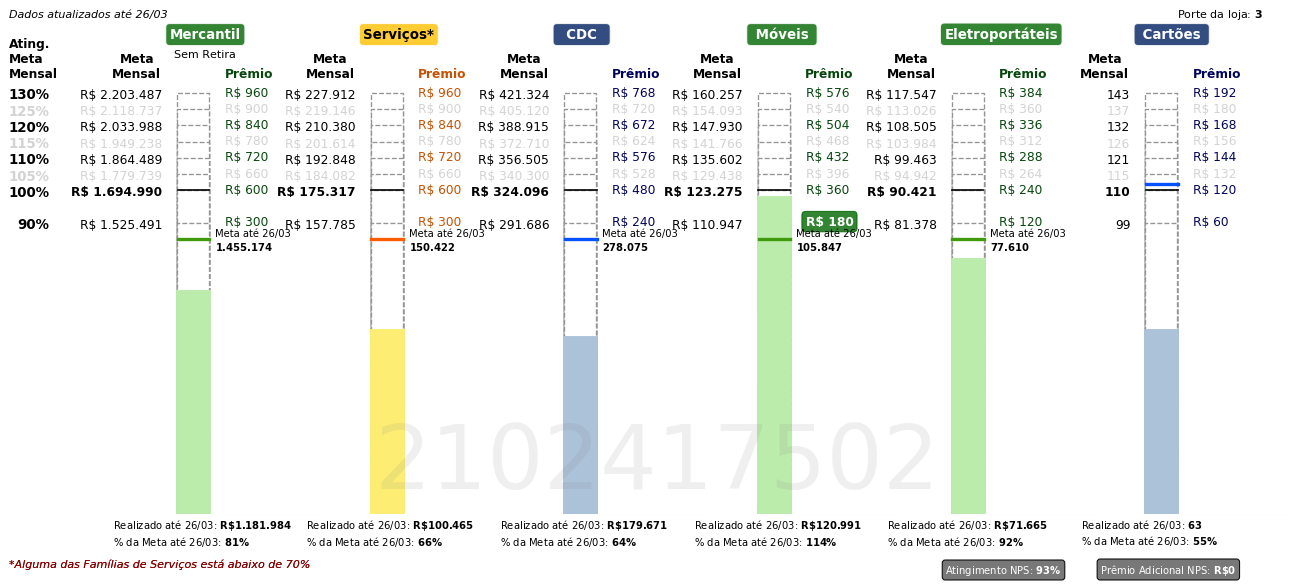 Dados atualizados até 26/03
Porte da loja: 3
Mercantil Serviços* CDC Móveis Eletroportáteis Cartões
Sem Retira
Ating. Meta Mensal
Meta Mensal Prêmio Meta Mensal Prêmio Meta Mensal Prêmio Meta Mensal Prêmio Meta Mensal Prêmio Meta Mensal Prêmio
130% R$ 2.203.487 R$ 960 R$ 227.912 R$ 960 R$ 421.324 R$ 768 R$ 160.257 R$ 576 R$ 117.547 R$ 384 143 R$ 192
125% R$ 2.118.737 R$ 900 R$ 219.146 R$ 900 R$ 405.120 R$ 720 R$ 154.093 R$ 540 R$ 113.026 R$ 360 137 R$ 180
120% R$ 2.033.988 R$ 840 R$ 210.380 R$ 840 R$ 388.915 R$ 672 R$ 147.930 R$ 504 R$ 108.505 R$ 336 132 R$ 168
115% R$ 1.949.238 R$ 780 R$ 201.614 R$ 780 R$ 372.710 R$ 624 R$ 141.766 R$ 468 R$ 103.984 R$ 312 126 R$ 156
110% R$ 1.864.489 R$ 720 R$ 192.848 R$ 720 R$ 356.505 R$ 576 R$ 135.602 R$ 432 R$ 99.463 R$ 288 121 R$ 144
105% R$ 1.779.739 R$ 660 R$ 184.082 R$ 660 R$ 340.300 R$ 528 R$ 129.438 R$ 396 R$ 94.942 R$ 264 115 R$ 132
100% R$ 1.694.990 R$ 600 R$ 175.317 R$ 600 R$ 324.096 R$ 480 R$ 123.275 R$ 360 R$ 90.421 R$ 240 110 R$ 120
90% R$ 1.525.491 R$ 300 R$ 157.785 R$ 300 R$ 291.686 R$ 240 R$ 110.947 R$ 180 R$ 81.378 R$ 120 99 R$ 60
Meta até 26/03 Meta até 26/03 Meta até 26/03 Meta até 26/03 Meta até 26/03
1.455.174 150.422 278.075 105.847 77.610
2102417502
Realizado até 26/03: R$1.181.984 Realizado até 26/03: R$100.465 Realizado até 26/03: R$179.671 Realizado até 26/03: R$120.991 Realizado até 26/03: R$71.665 Realizado até 26/03: 63
% da Meta até 26/03: 81% % da Meta até 26/03: 66% % da Meta até 26/03: 64% % da Meta até 26/03: 114% % da Meta até 26/03: 92% % da Meta até 26/03: 55%
*Alguma das Famílias de Serviços está abaixo de 70%
Atingimento NPS: 93% Prêmio Adicional NPS: R$0